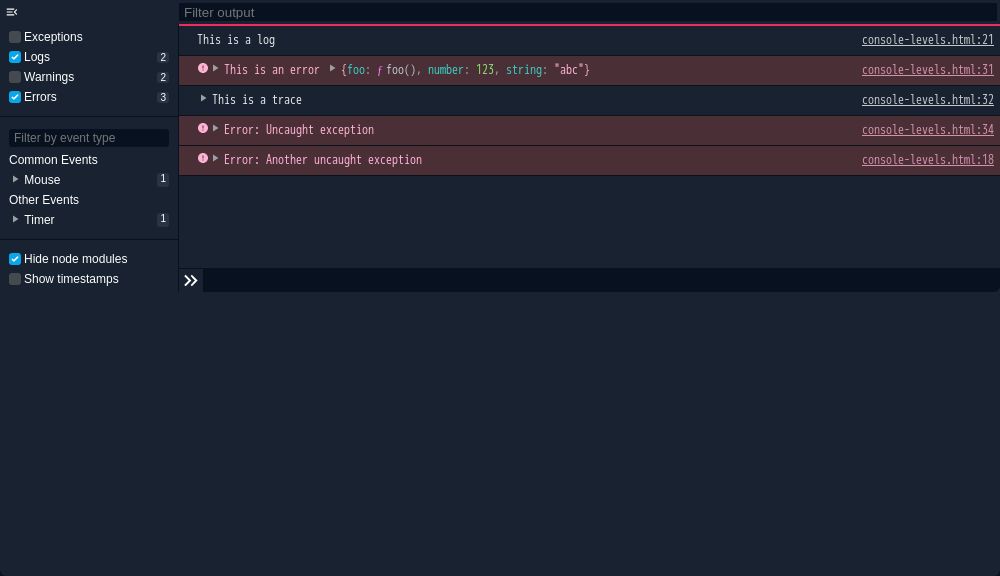 Filter output
Exceptions
Logs 2
Warnings 2
Errors 3
Filter by event type
Common Events
Mouse 1
Other Events
Timer 1
Hide node modules
Show timestamps
This is a log console-levels.html:21
This is an error {foo: ƒ foo(), number: 123, string: "abc"} console-levels.html:31
This is a trace console-levels.html:32
Error: Uncaught exception console-levels.html:34
Error: Another uncaught exception console-levels.html:18